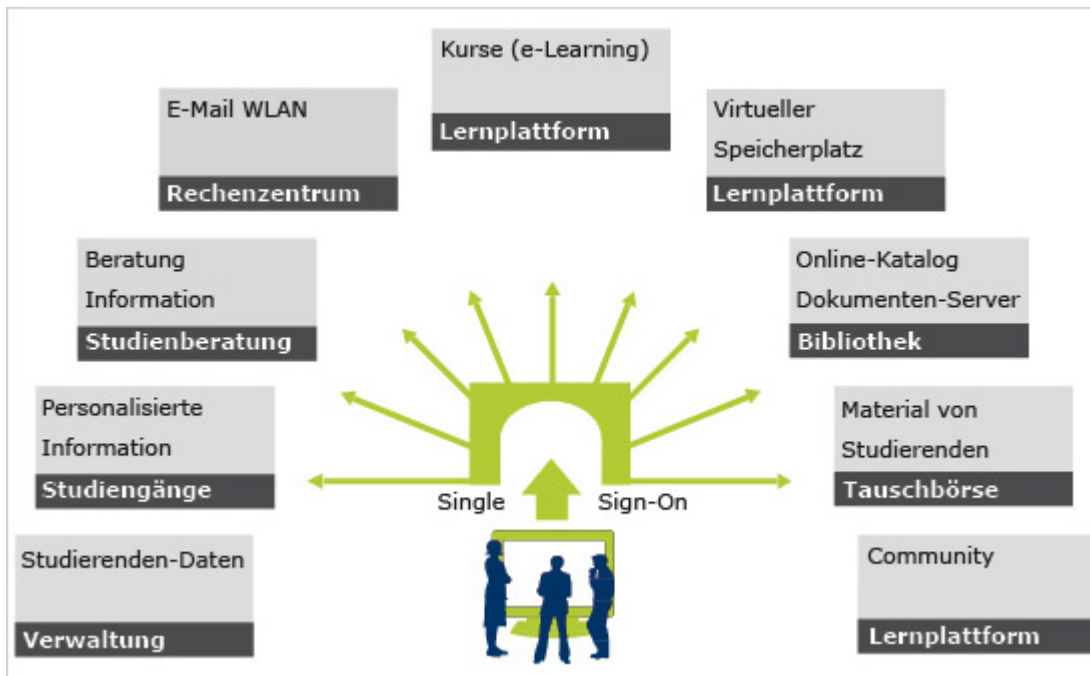 Kurse (e-Learning)
Lernplattform
E-Mail WLAN
Rechenzentrum
Virtueller
Speicherplatz
Lernplattform
Beratung
Information
Studienberatung
Online-Katalog
Dokumenten-Server
Bibliothek
Personalisierte
Information
Studiengänge
Material von
Studierenden
Tauschbörse
Single Sign-On
Studierenden-Daten
Verwaltung
Community
Lernplattform